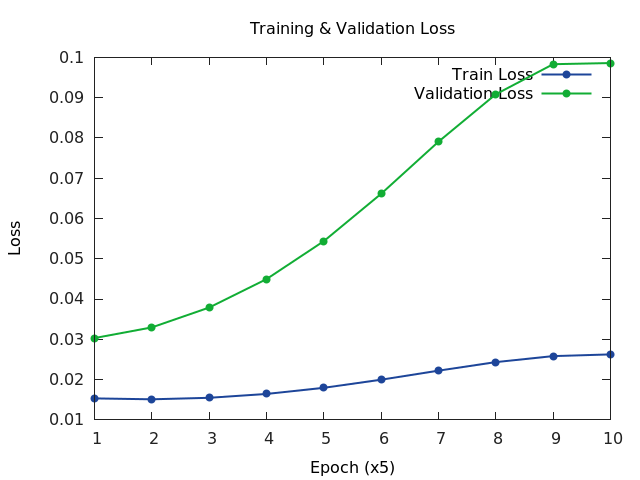 Training & Validation Loss
0.1
0.09
0.08
0.07
0.06
0.05
0.04
0.03
0.02
0.01
Loss
Train Loss
Validation Loss
1 2 3 4 5 6 7 8 9 10
Epoch (x5)